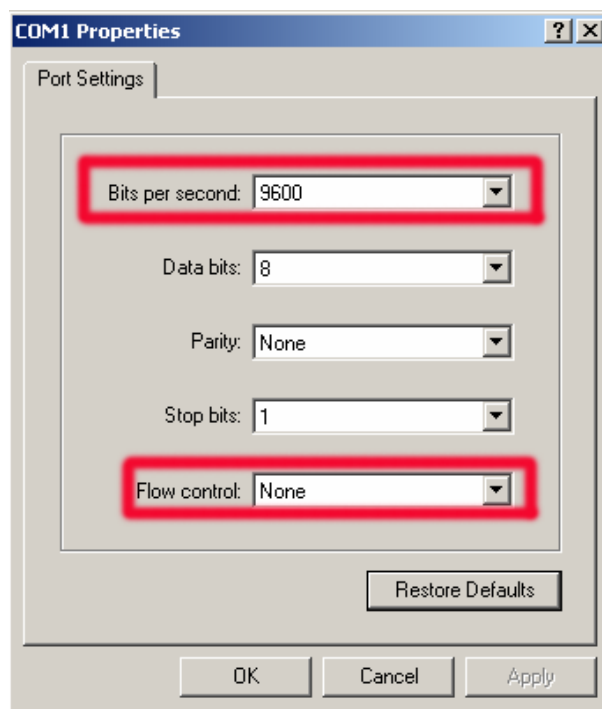 COM1 Properties
Port Settings
Bits per second: 9600
Data bits: 8
Parity: None
Stop bits: 1
Flow control: None
Restore Defaults
OK Cancel Apply